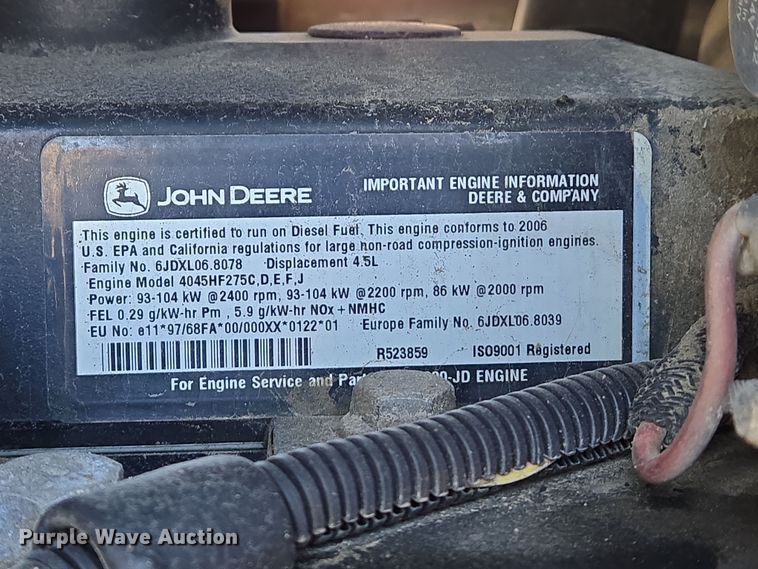 JOHN DEERE
IMPORTANT ENGINE INFORMATION
DEERE & COMPANY
This engine is certified to run on Diesel Fuel. This engine conforms to 2006
U.S. EPA and California regulations for large non-road compression-ignition engines.
Family No. 6JDXL06.8078 Displacement 4.5L
Engine Model 4045HF275C,D,E,F,J
Power: 93-104 kW @2400 rpm, 93-104 kW @2200 rpm, 86 kW @2000 rpm
FEL 0.29 g/kW-hr Pm , 5.9 g/kW-hr NOx + NMHC
EU No: e11*97/68FA*00/000XX*0122*01 Europe Family No. 6JDXL06.8039
R523859 ISO9001 Registered
For Engine Service and -JD ENGINE
Purple Wave Auction